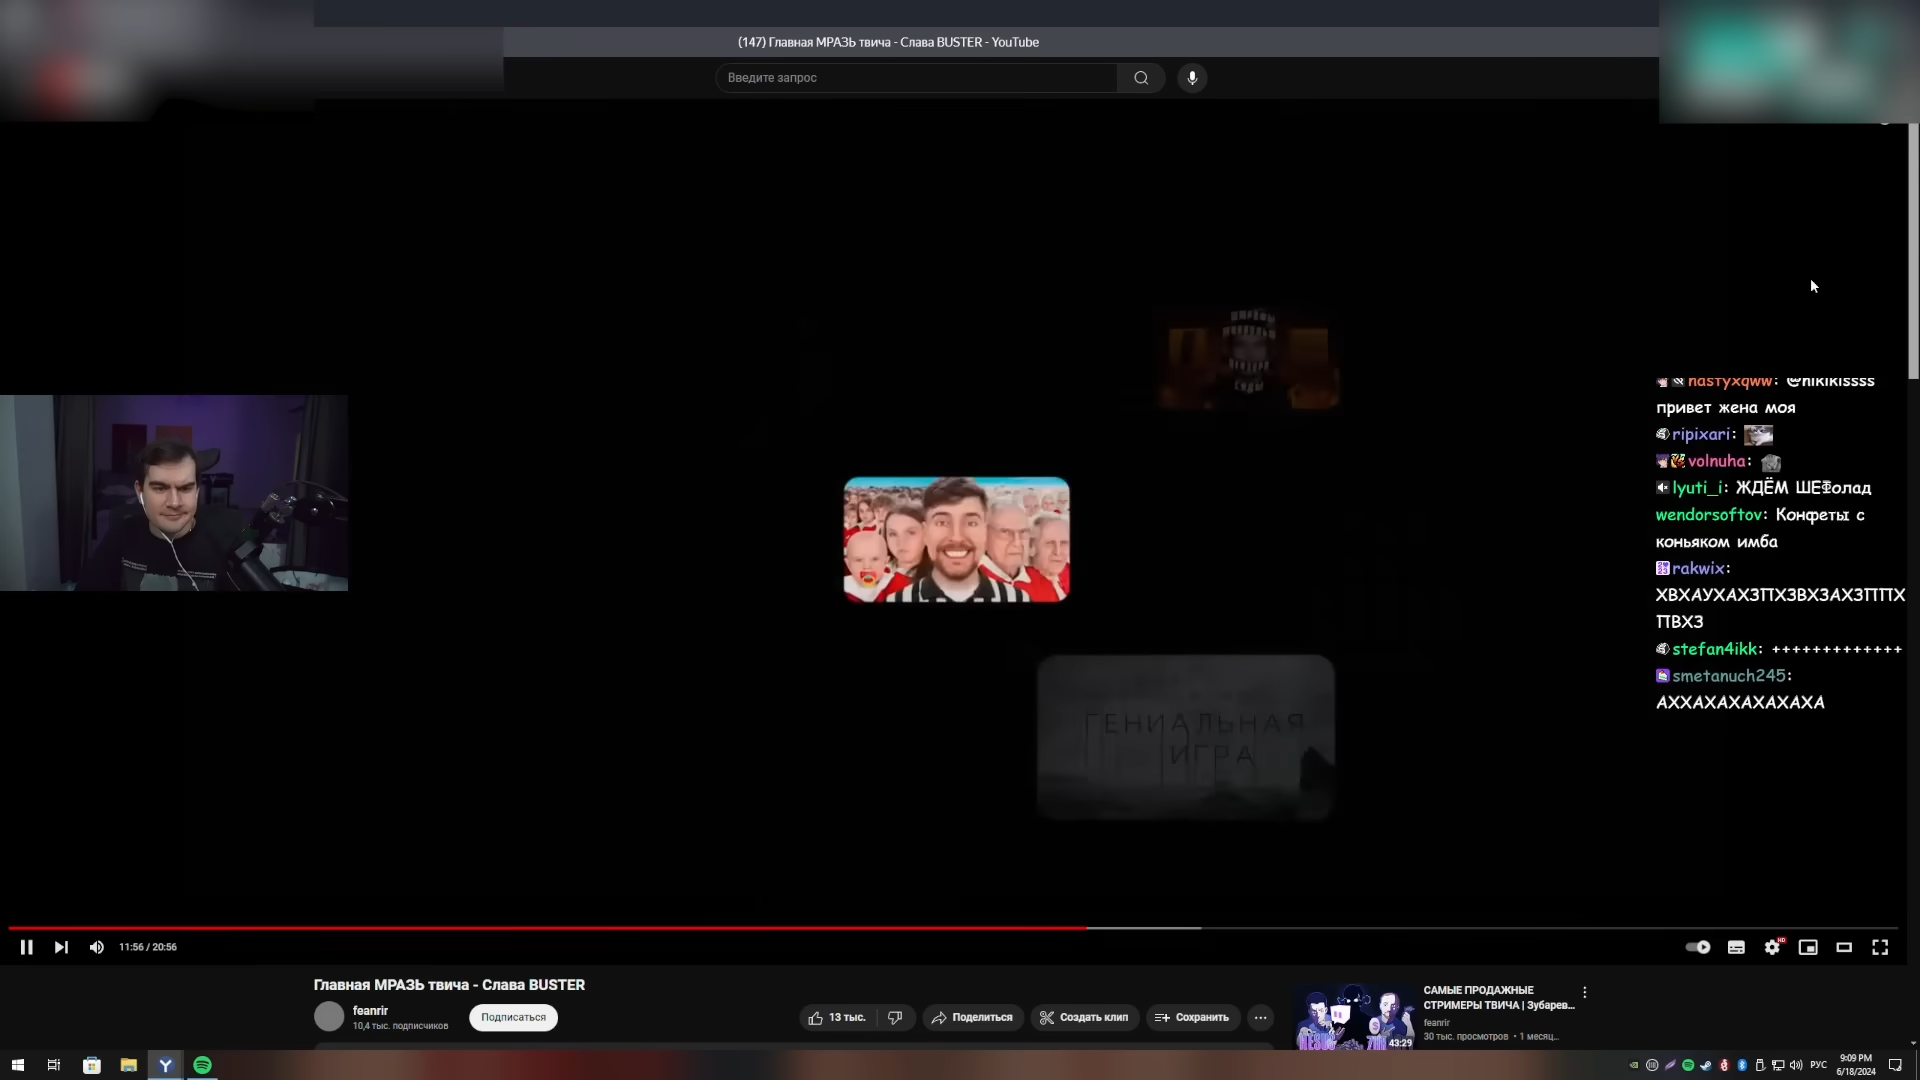 (147) Главная МРАЗЬ твича - Слава BUSTER - YouTube
Введите запрос
nastyxqww: @nikikissss
привет жена моя
ripixari:
volnuha:
lyuti_i: ЖДЁМ ШЕФолад
wendorsoftov: Конфеты с
коньяком имба
rakwix:
ХВХАУХАХЗПХЗВХЗАХЗППХ
ПВХЗ
stefan4ikk: +++++++++++++
smetanuch245:
АХХАХАХАХАХАХА
ГЕНИАЛЬНАЯ
ИГРА
11:56 / 20:56
HD
Главная МРАЗЬ твича - Слава BUSTER
feanrir
10,4 тыс. подписчиков
Подписаться
13 тыс.
Поделиться
Создать клип
Сохранить
САМЫЕ ПРОДАЖНЫЕ
СТРИМЕРЫ ТВИЧА | Зубарев...
feanrir
30 тыс. просмотров • 1 месяц...
43:29
РУС
9:09 PM
6/18/2024